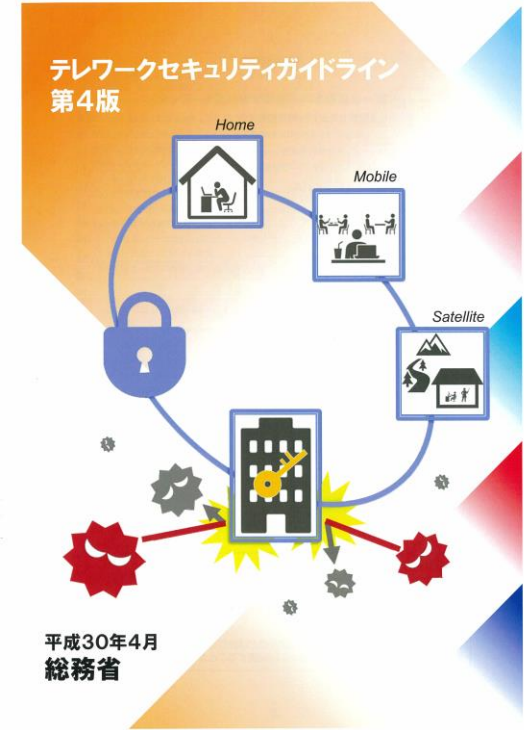 テレワークセキュリティガイドライン
第4版
Home
Mobile
Satellite
平成30年4月
総務省